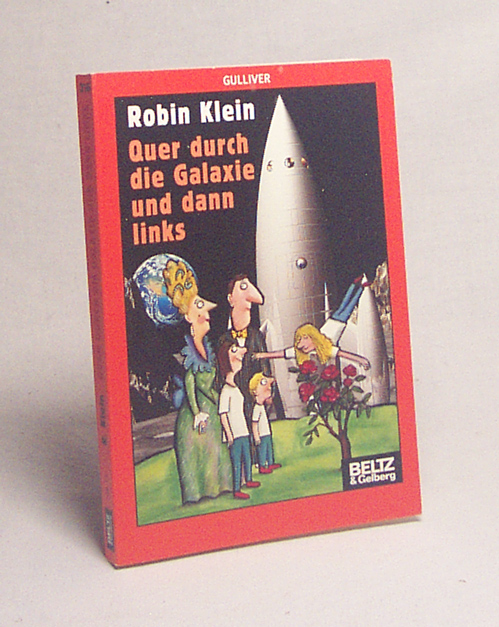 GULLIVER
Robin Klein
Quer durch
die Galaxie
und dann
links
BELTZ
& Gelberg